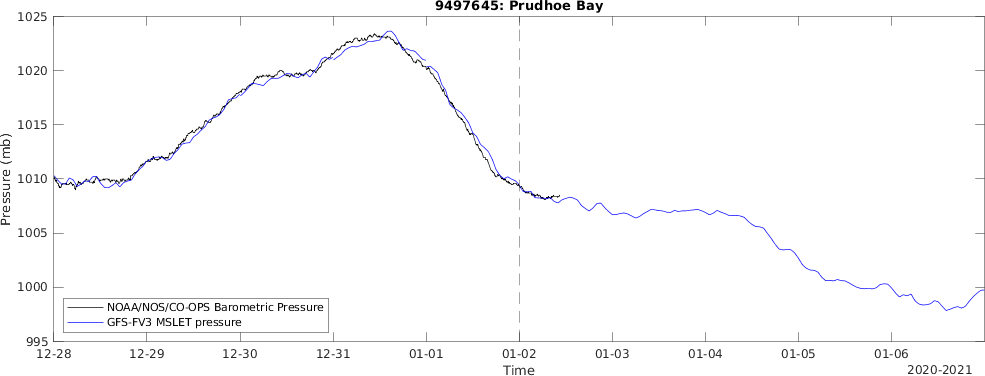 9497645: Prudhoe Bay
1025
1020
1015
1010
1005
1000
995
Pressure (mb)
NOAA/NOS/CO-OPS Barometric Pressure
GFS-FV3 MSLET pressure
12-28 12-29 12-30 12-31 01-01 01-02 01-03 01-04 01-05 01-06
Time
2020-2021